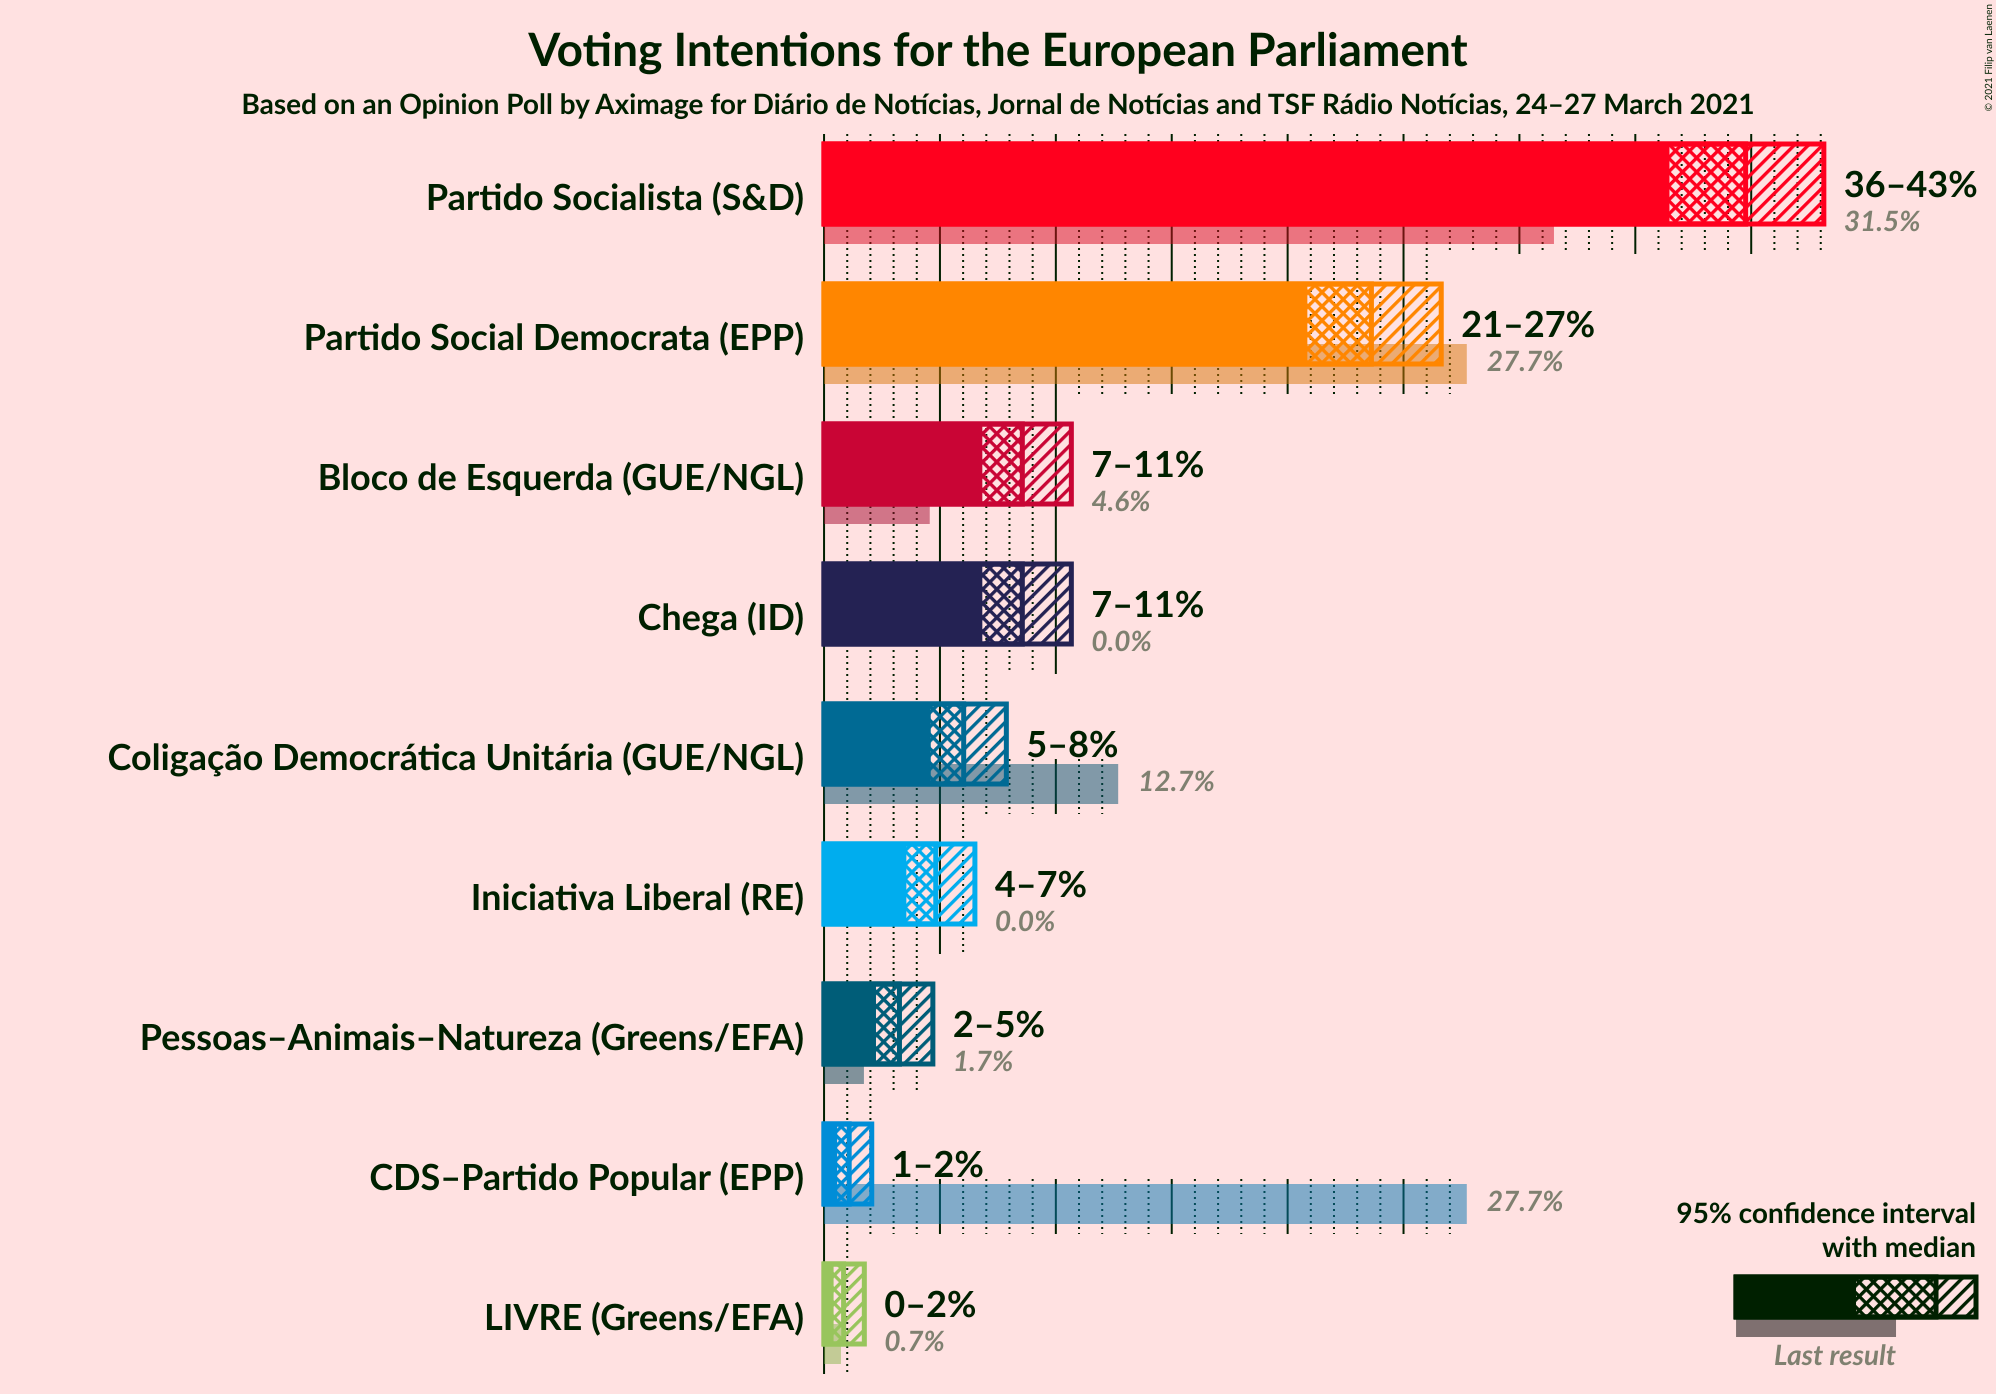 Voting Intentions for the European Parliament
Based on an Opinion Poll by Aximage for Diário de Notícias, Jornal de Notícias and TSF Rádio Notícias, 24–27 March 2021
© 2021 Filip van Laenen
Partido Socialista (S&D)
36–43%
31.5%
Partido Social Democrata (EPP)
21–27%
27.7%
Bloco de Esquerda (GUE/NGL)
7–11%
4.6%
Chega (ID)
7–11%
0.0%
Coligação Democrática Unitária (GUE/NGL)
5–8%
12.7%
Iniciativa Liberal (RE)
4–7%
0.0%
Pessoas–Animais–Natureza (Greens/EFA)
2–5%
1.7%
CDS–Partido Popular (EPP)
1–2%
27.7%
LIVRE (Greens/EFA)
0–2%
0.7%
95% confidence interval
with median
Last result